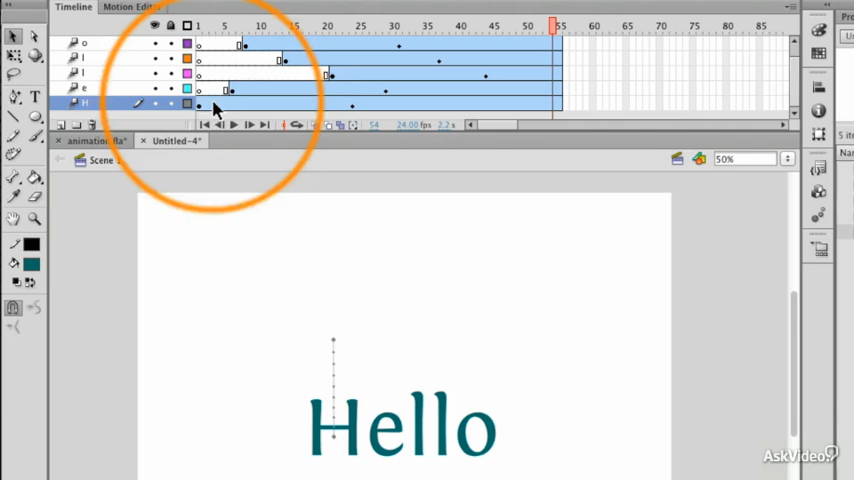 Timeline Motion Editor
1 5 10 15 20 25 30 35 40 45 50 55 60 65 70 75 80 85
o
l
l
e
H
54 24.00 fps 2.2 s
animation.fla* Untitled-4*
Scene
50%
Hello
AskVideo